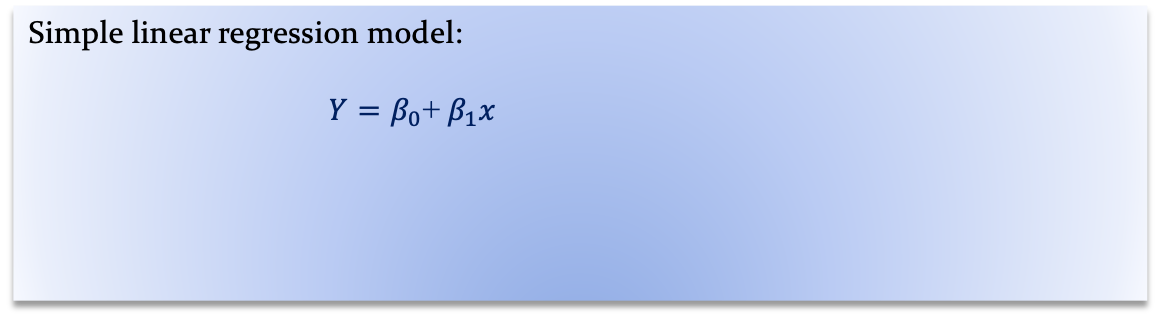 Simple linear regression model:
Y = β₀+ β₁x